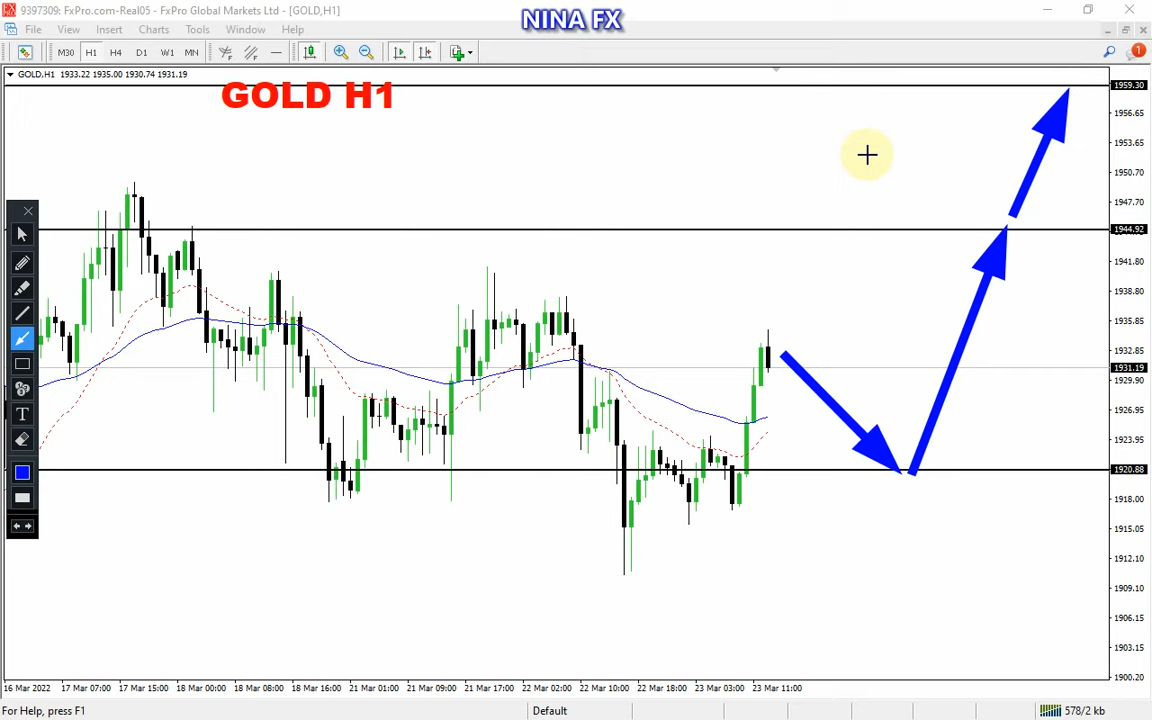 9397309: FxPro.com-Real05 - FxPro Global Markets Ltd - [GOLD,H1]
NINA FX
File View Insert Charts Tools Window Help
M30 H1 H4 D1 W1 MN
1
GOLD,H1 1933.22 1935.00 1930.74 1931.19
GOLD H1
1959.30
1956.65
1953.65
1950.70
1947.70
1944.92
1941.80
1938.80
1935.85
1932.85
1931.19
1929.90
1926.95
1923.95
1920.88
1918.00
1915.05
1912.10
1909.10
1906.15
1903.15
1900.20
T
16 Mar 2022 17 Mar 07:00 17 Mar 15:00 18 Mar 00:00 18 Mar 08:00 18 Mar 16:00 21 Mar 01:00 21 Mar 09:00 21 Mar 17:00 22 Mar 02:00 22 Mar 10:00 22 Mar 18:00 23 Mar 03:00 23 Mar 11:00
For Help, press F1 Default 578/2 kb